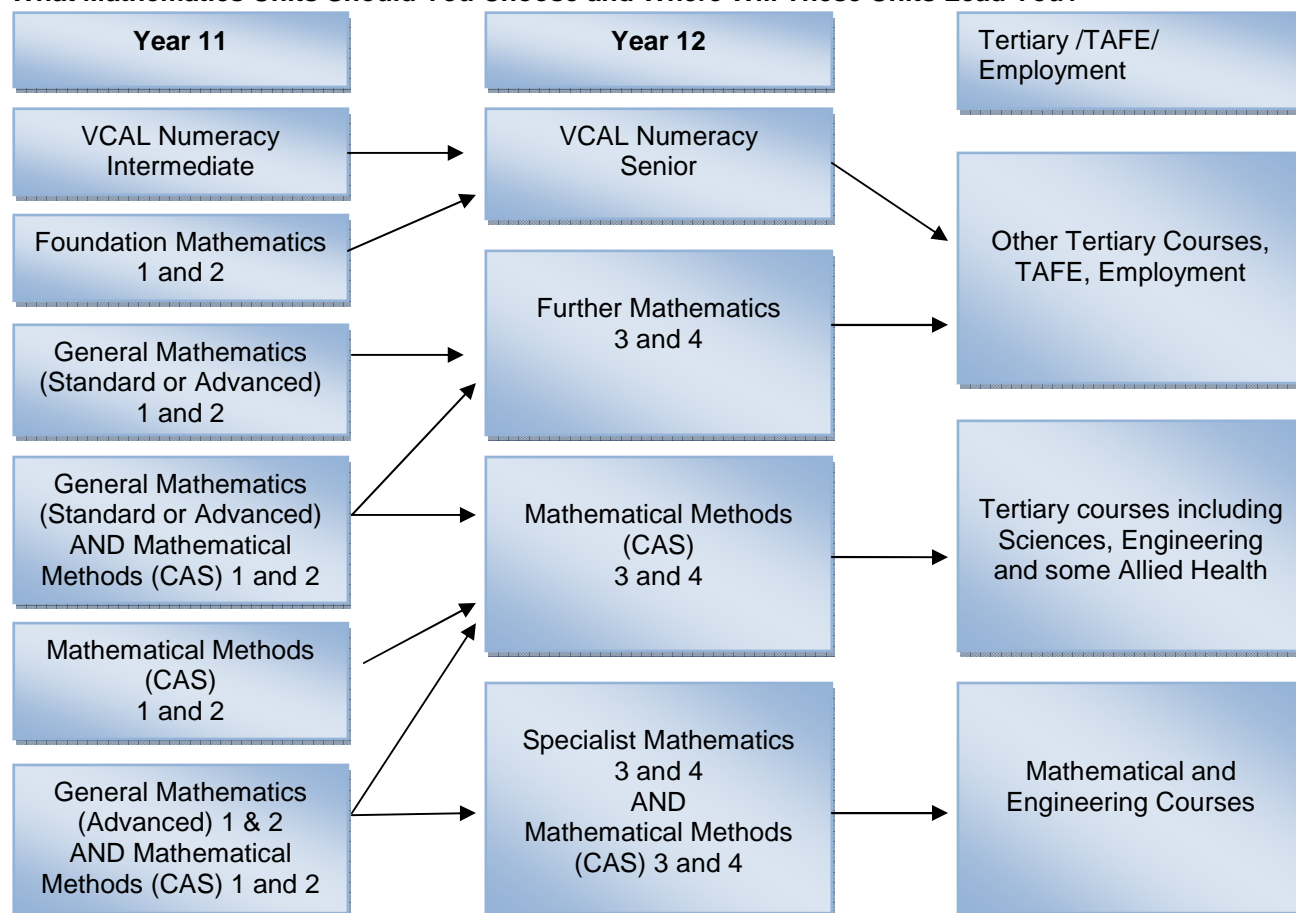 What Mathematics Units Should You Choose and Where Will These Units Lead You?
Year 11
Year 12
Tertiary /TAFE/
Employment
VCAL Numeracy
Intermediate
VCAL Numeracy
Senior
Other Tertiary Courses,
TAFE, Employment
Foundation Mathematics
1 and 2
Further Mathematics
3 and 4
General Mathematics
(Standard or Advanced)
1 and 2
General Mathematics
(Standard or Advanced)
AND Mathematical
Methods (CAS) 1 and 2
Mathematical Methods
(CAS)
3 and 4
Tertiary courses including
Sciences, Engineering
and some Allied Health
Mathematical Methods
(CAS)
1 and 2
Specialist Mathematics
3 and 4
AND
Mathematical Methods
(CAS) 3 and 4
Mathematical and
Engineering Courses
General Mathematics
(Advanced) 1 & 2
AND Mathematical
Methods (CAS) 1 and 2